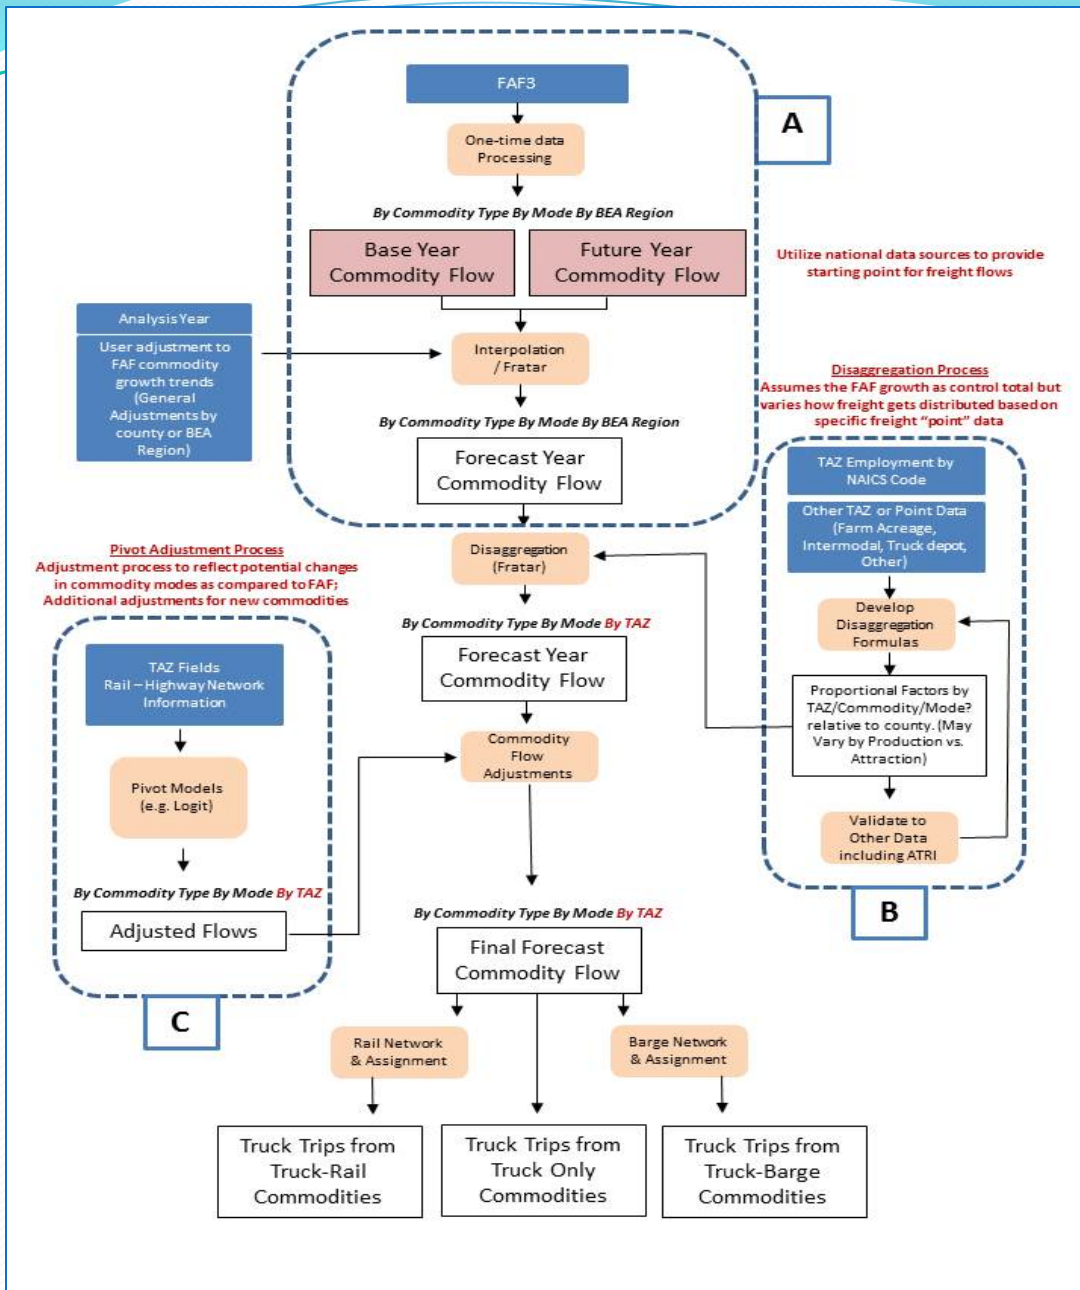 FAF3
A
One-time data
Processing
By Commodity Type By Mode By BEA Region
Base Year
Commodity Flow
Future Year
Commodity Flow
Utilize national data sources to provide
starting point for freight flows
Analysis Year
User adjustment to
FAF commodity
growth trends
(General
Adjustments by
county or BEA
Region)
Interpolation
/ Fratar
By Commodity Type By Mode By BEA Region
Forecast Year
Commodity Flow
Disaggregation Process
Assumes the FAF growth as control total but
varies how freight gets distributed based on
specific freight “point” data
TAZ Employment by
NAICS Code
Other TAZ or Point Data
(Farm Acreage,
Intermodal, Truck depot,
Other)
Develop
Disaggregation
Formulas
Proportional Factors by
TAZ/Commodity/Mode?
relative to county. (May
Vary by Production vs.
Attraction)
Validate to
Other Data
including ATRI
B
Disaggregation
(Fratar)
By Commodity Type By Mode By TAZ
Forecast Year
Commodity Flow
Commodity
Flow
Adjustments
Pivot Adjustment Process
Adjustment process to reflect potential changes
in commodity modes as compared to FAF;
Additional adjustments for new commodities
TAZ Fields
Rail – Highway Network
Information
Pivot Models
(e.g. Logit)
By Commodity Type By Mode By TAZ
Adjusted Flows
C
By Commodity Type By Mode By TAZ
Final Forecast
Commodity Flow
Rail Network
& Assignment
Barge Network
& Assignment
Truck Trips from
Truck-Rail
Commodities
Truck Trips from
Truck Only
Commodities
Truck Trips from
Truck-Barge
Commodities